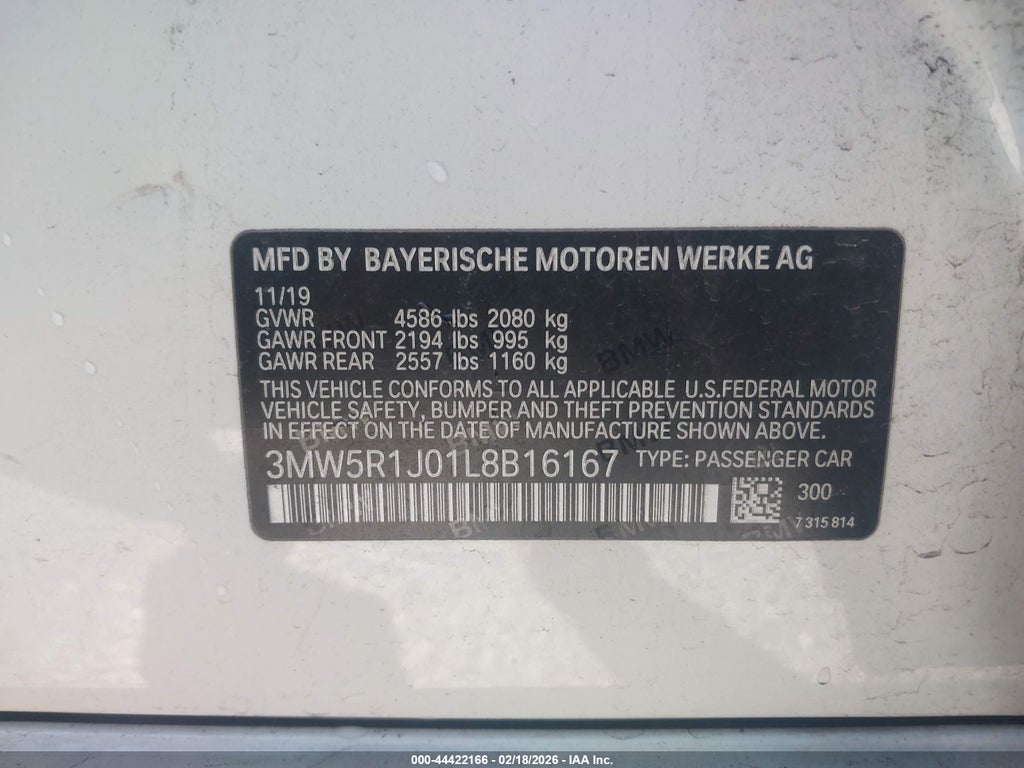 MFD BY BAYERISCHE MOTOREN WERKE AG
11/19
GVWR 4586 lbs 2080 kg
GAWR FRONT 2194 lbs 995 kg
GAWR REAR 2557 lbs 1160 kg
THIS VEHICLE CONFORMS TO ALL APPLICABLE U.S.FEDERAL MOTOR
VEHICLE SAFETY, BUMPER AND THEFT PREVENTION STANDARDS
IN EFFECT ON THE DATE OF MANUFACTURE SHOWN ABOVE.
3MW5R1J01L8B16167 TYPE: PASSENGER CAR
300
7 315 814
000-44422166 - 02/18/2026 - IAA Inc.